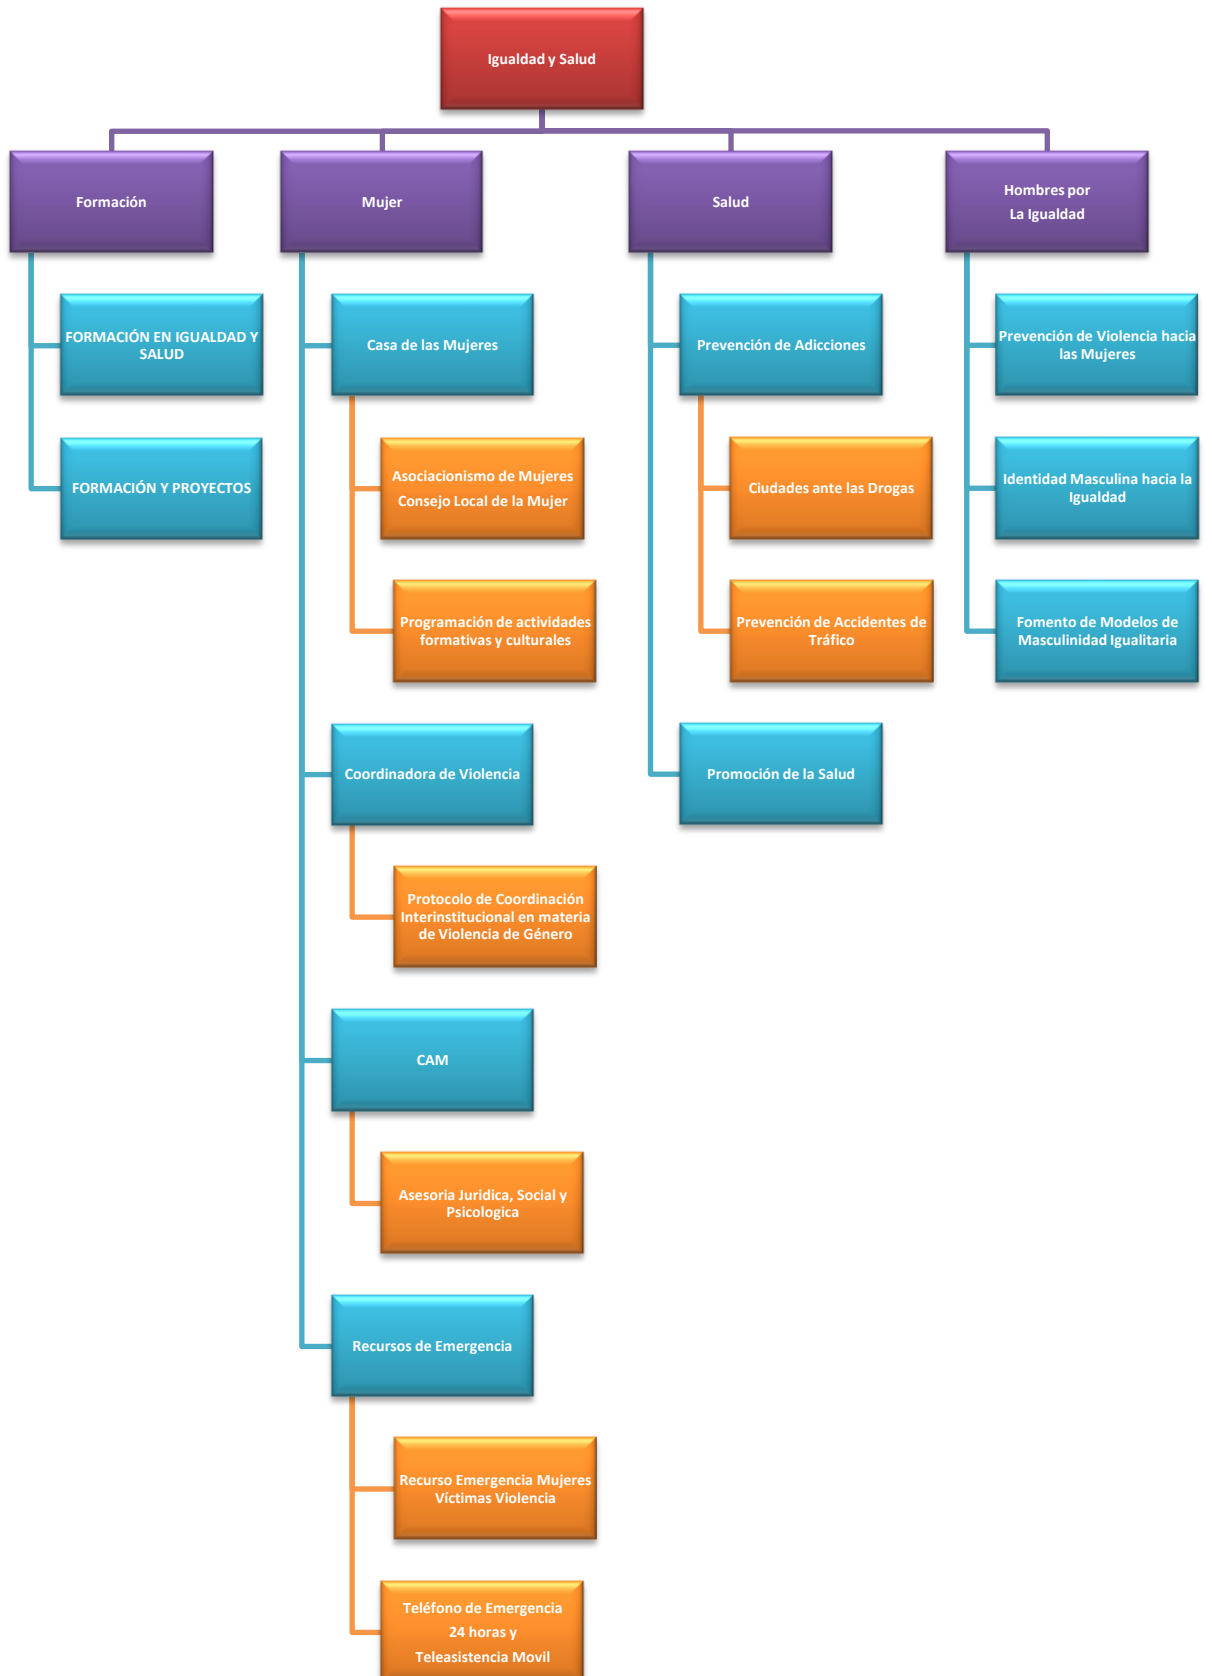 Igualdad y Salud
Formación
Mujer
Salud
Hombres por
La Igualdad
FORMACIÓN EN IGUALDAD Y
SALUD
FORMACIÓN Y PROYECTOS
Casa de las Mujeres
Asociacionismo de Mujeres
Consejo Local de la Mujer
Programación de actividades
formativas y culturales
Coordinadora de Violencia
Protocolo de Coordinación
Interinstitucional en materia
de Violencia de Género
CAM
Asesoria Juridica, Social y
Psicologica
Recursos de Emergencia
Recurso Emergencia Mujeres
Víctimas Violencia
Teléfono de Emergencia
24 horas y
Teleasistencia Movil
Prevención de Adicciones
Ciudades ante las Drogas
Prevención de Accidentes de
Tráfico
Promoción de la Salud
Prevención de Violencia hacia
las Mujeres
Identidad Masculina hacia la
Igualdad
Fomento de Modelos de
Masculinidad Igualitaria